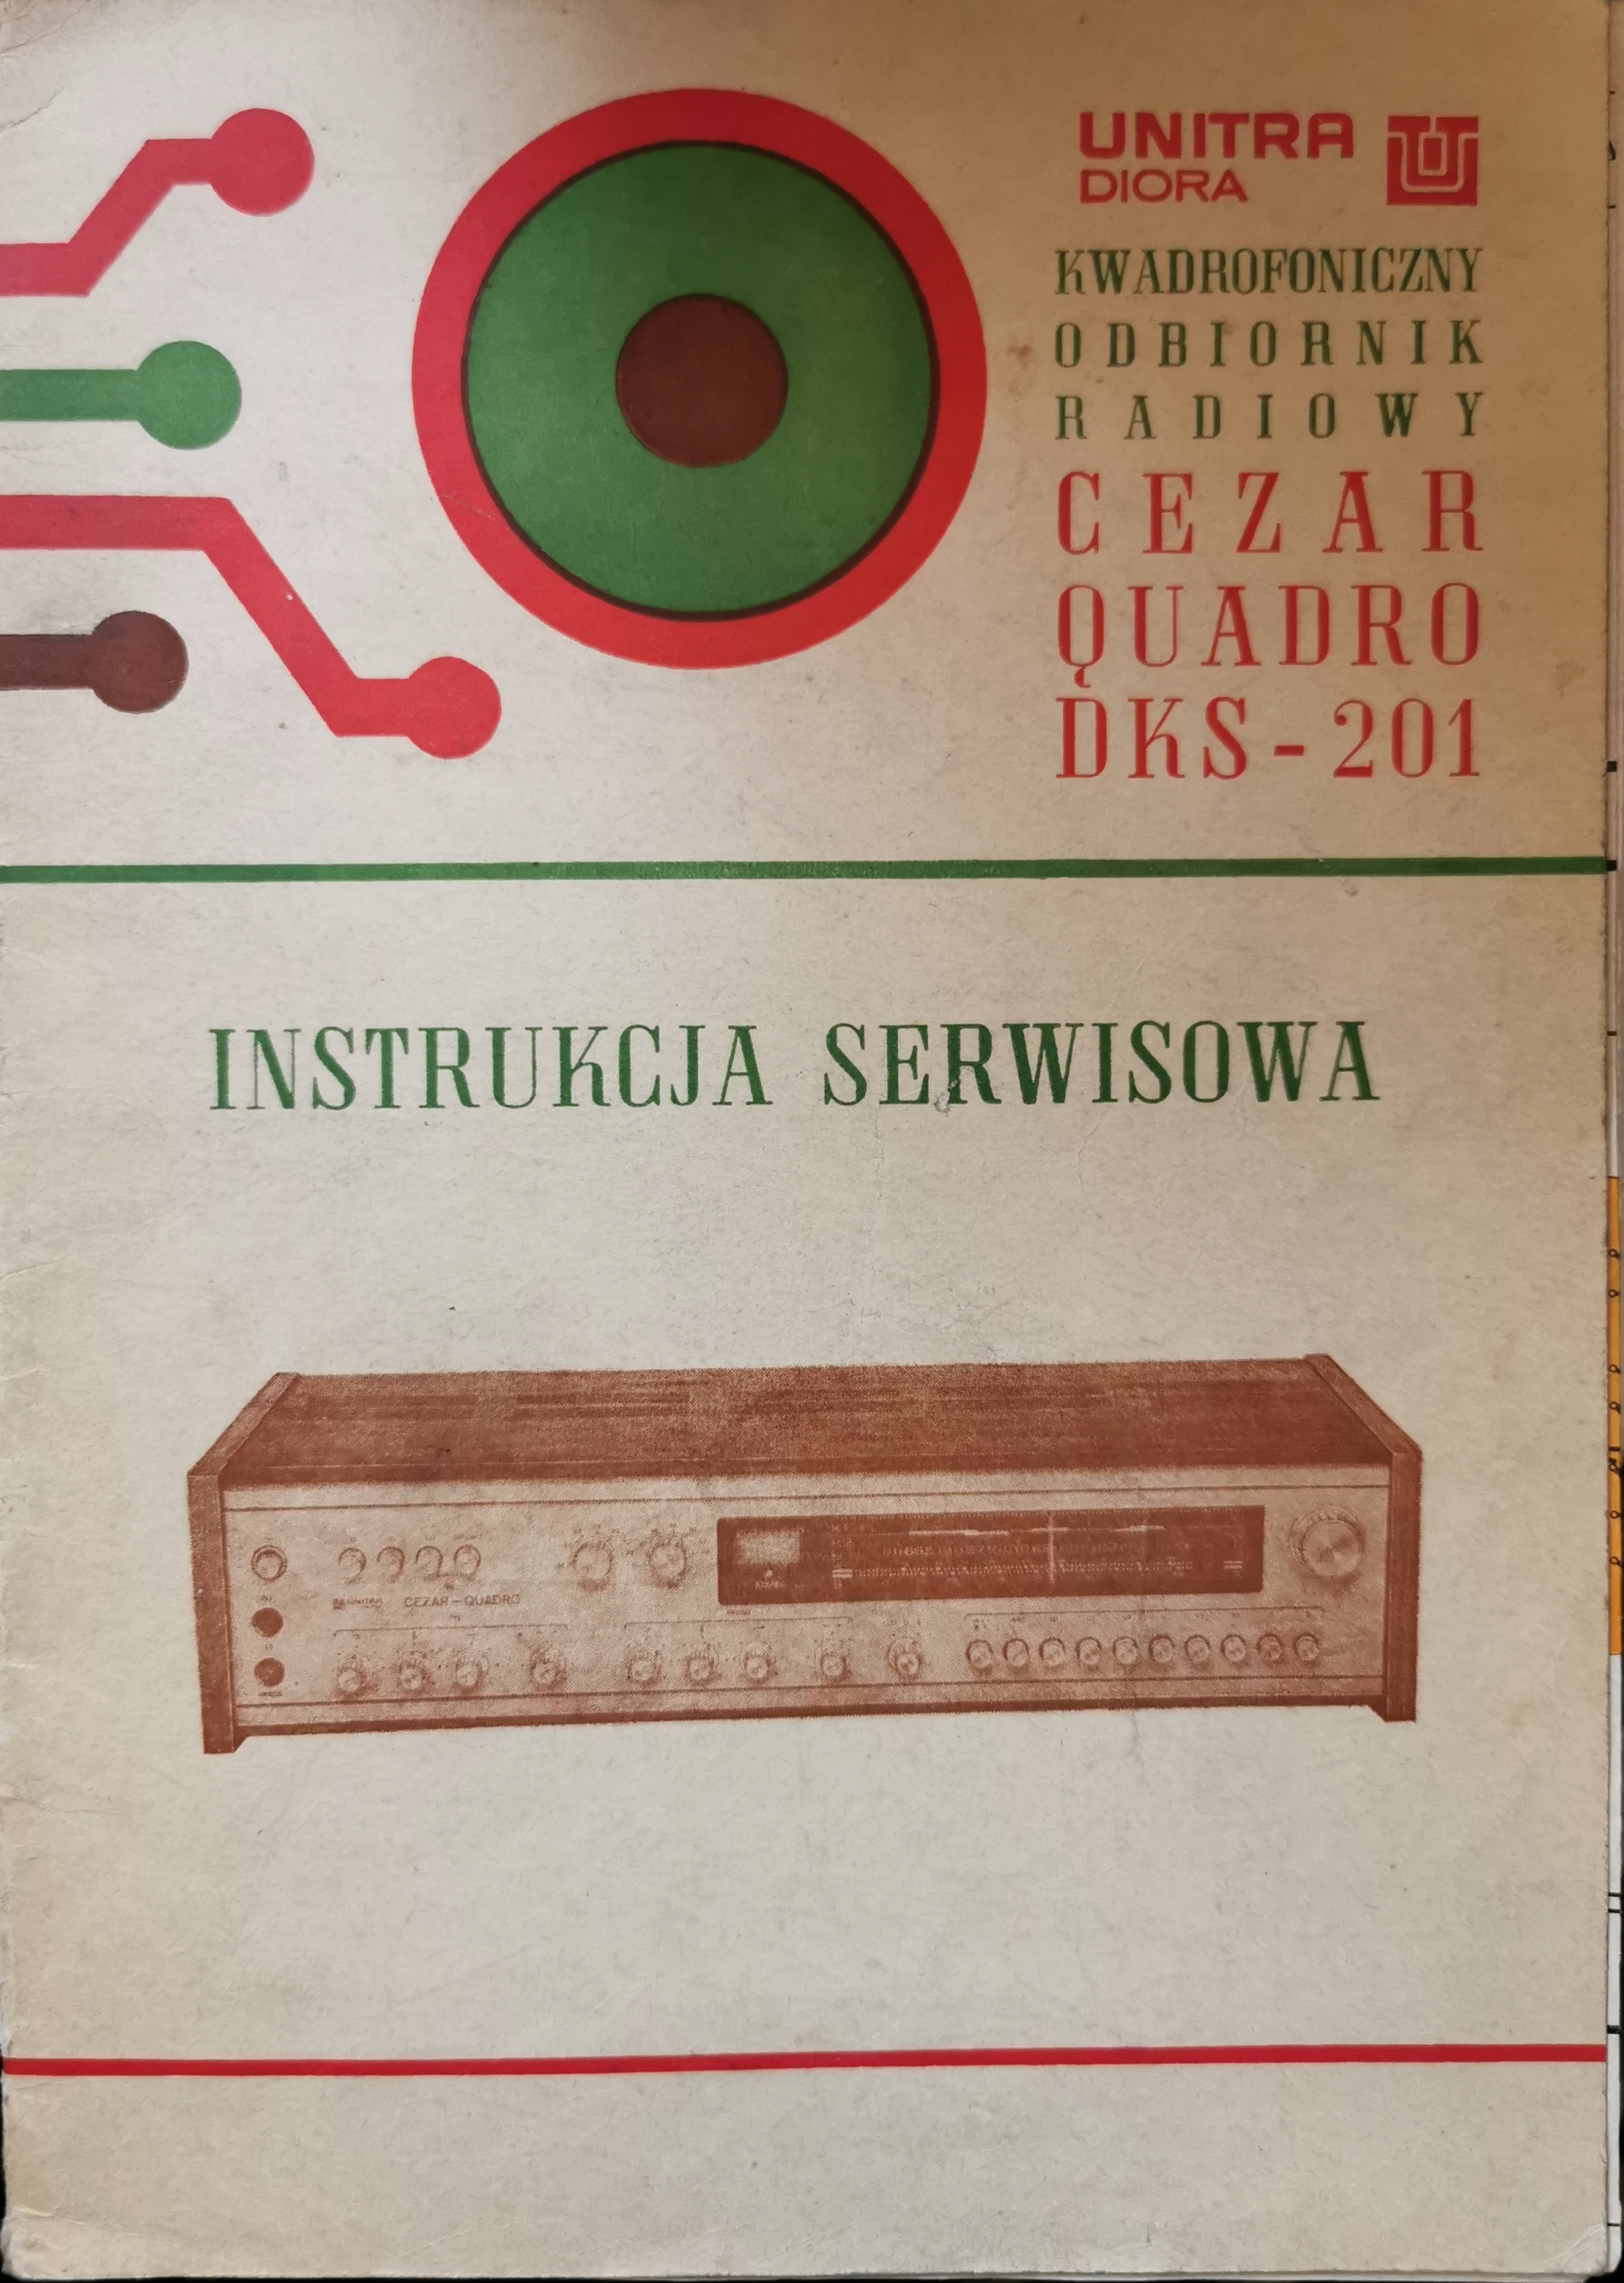 UNITRA
DIORA
KWADROFONICZNY
ODBIORNIK
RADIOWY
CEZAR
QUADRO
DKS-201
INSTRUKCJA SERWISOWA
CEZAR-QUADRO